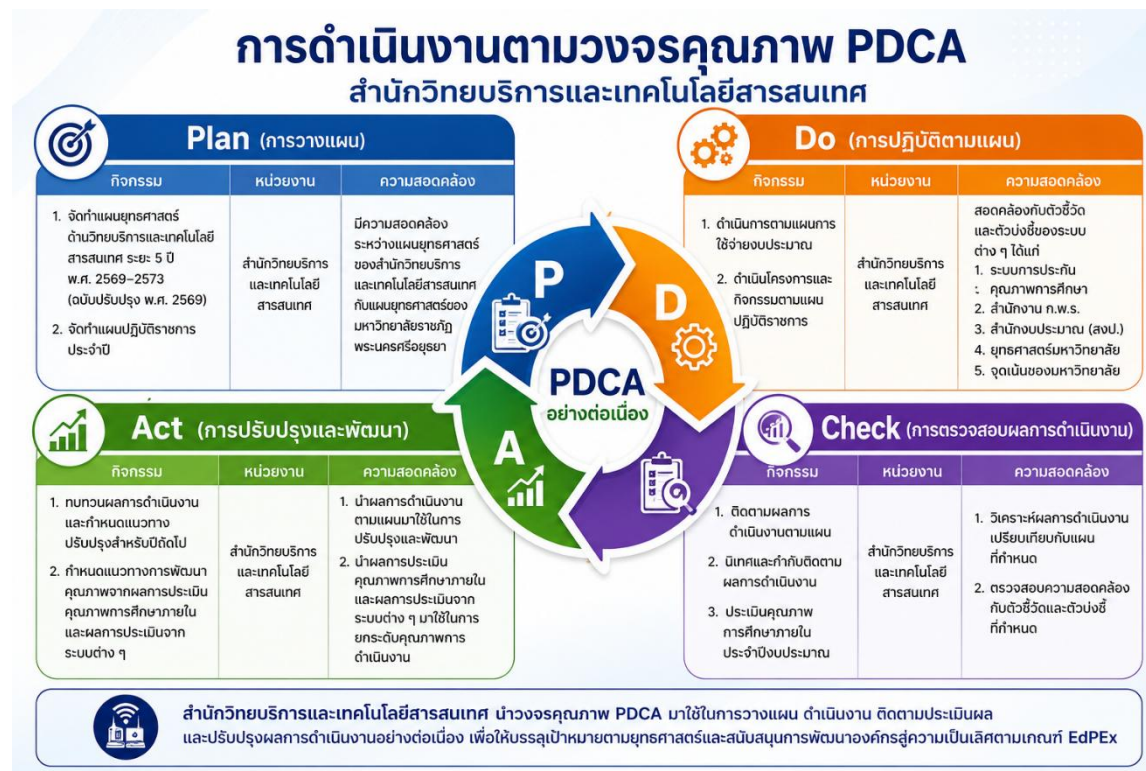 การดำเนินงานตามวงจรคุณภาพ PDCA
สำนักวิทยบริการและเทคโนโลยีสารสนเทศ
Plan (การวางแผน)
กิจกรรม
หน่วยงาน
ความสอดคล้อง
1. จัดทำแผนยุทธศาสตร์
ด้านวิทยบริการและเทคโนโลยี
สารสนเทศ ระยะ 5 ปี
พ.ศ. 2569–2573
(ฉบับปรับปรุง พ.ศ. 2569)
2. จัดทำแผนปฏิบัติราชการ
ประจำปี
สำนักวิทยบริการ
และเทคโนโลยี
สารสนเทศ
มีความสอดคล้อง
ระหว่างแผนยุทธศาสตร์
ของสำนักวิทยบริการ
และเทคโนโลยีสารสนเทศ
กับแผนยุทธศาสตร์ของ
มหาวิทยาลัยราชภัฏ
พระนครศรีอยุธยา
Do (การปฏิบัติตามแผน)
กิจกรรม
หน่วยงาน
ความสอดคล้อง
1. ดำเนินการตามแผนการ
ใช้จ่ายงบประมาณ
2. ดำเนินโครงการและ
กิจกรรมตามแผน
ปฏิบัติราชการ
สำนักวิทยบริการ
และเทคโนโลยี
สารสนเทศ
สอดคล้องกับตัวชี้วัด
และตัวบ่งชี้ของระบบ
ต่าง ๆ ได้แก่
1. ระบบการประกัน
: คุณภาพการศึกษา
2. สำนักงาน ก.พ.ร.
3. สำนักงบประมาณ (สงป.)
4. ยุทธศาสตร์มหาวิทยาลัย
5. จุดเน้นของมหาวิทยาลัย
P
D
A
PDCA
อย่างต่อเนื่อง
Act (การปรับปรุงและพัฒนา)
กิจกรรม
หน่วยงาน
ความสอดคล้อง
1. ทบทวนผลการดำเนินงาน
และกำหนดแนวทาง
ปรับปรุงสำหรับปีถัดไป
2. กำหนดแนวทางการพัฒนา
คุณภาพจากผลการประเมิน
คุณภาพการศึกษาภายใน
และผลการประเมินจาก
ระบบต่าง ๆ
สำนักวิทยบริการ
และเทคโนโลยี
สารสนเทศ
1. นำผลการดำเนินงาน
ตามแผนมาใช้ในการ
ปรับปรุงและพัฒนา
2. นำผลการประเมิน
คุณภาพการศึกษาภายใน
และผลการประเมินจาก
ระบบต่าง ๆ มาใช้ในการ
ยกระดับคุณภาพการ
ดำเนินงาน
Check (การตรวจสอบผลการดำเนินงาน)
กิจกรรม
หน่วยงาน
ความสอดคล้อง
1. ติดตามผลการ
ดำเนินงานตามแผน
2. นิเทศและกำกับติดตาม
ผลการดำเนินงาน
3. ประเมินคุณภาพ
การศึกษาภายใน
ประจำปีงบประมาณ
สำนักวิทยบริการ
และเทคโนโลยี
สารสนเทศ
1. วิเคราะห์ผลการดำเนินงาน
เปรียบเทียบกับแผน
ที่กำหนด
2. ตรวจสอบความสอดคล้อง
กับตัวชี้วัดและตัวบ่งชี้
ที่กำหนด
สำนักวิทยบริการและเทคโนโลยีสารสนเทศ นำวงจรคุณภาพ PDCA มาใช้ในการวางแผน ดำเนินงาน ติดตามประเมินผล
และปรับปรุงผลการดำเนินงานอย่างต่อเนื่อง เพื่อให้บรรลุเป้าหมายตามยุทธศาสตร์และสนับสนุนการพัฒนาองค์กรสู่ความเป็นเลิศตามเกณฑ์ EdPEx